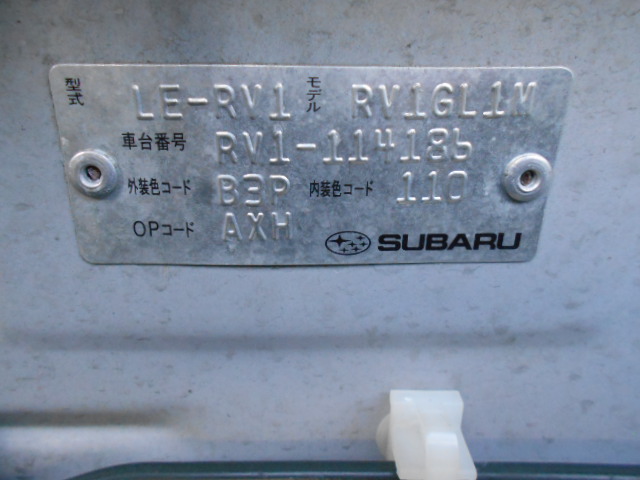 型式 LE-RV1 モデル RV1GL1M
車台番号 RV1-114186
外装色コード B3P 内装色コード 110
OPコード AXH
SUBARU